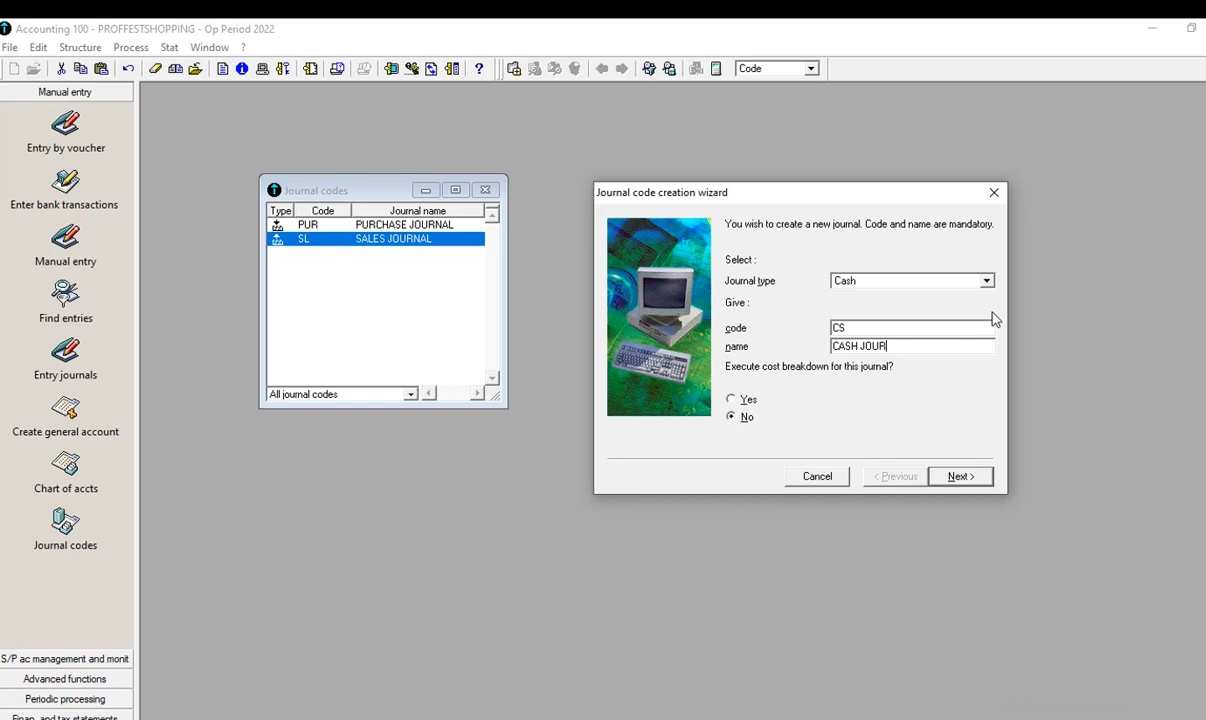 Accounting 100 - PROFFESTSHOPPING - Op Period 2022
File Edit Structure Process Stat Window ?
Code
Manual entry
Entry by voucher
Enter bank transactions
Manual entry
Find entries
Entry journals
Create general account
Chart of accts
Journal codes
S/P ac management and monit
Advanced functions
Periodic processing
Finan. and tax statements
Journal codes
Type Code Journal name
PUR PURCHASE JOURNAL
SL SALES JOURNAL
All journal codes
Journal code creation wizard
You wish to create a new journal. Code and name are mandatory.
Select :
Journal type Cash
Give :
code CS
name CASH JOUR
Execute cost breakdown for this journal?
Yes
No
Cancel < Previous Next >